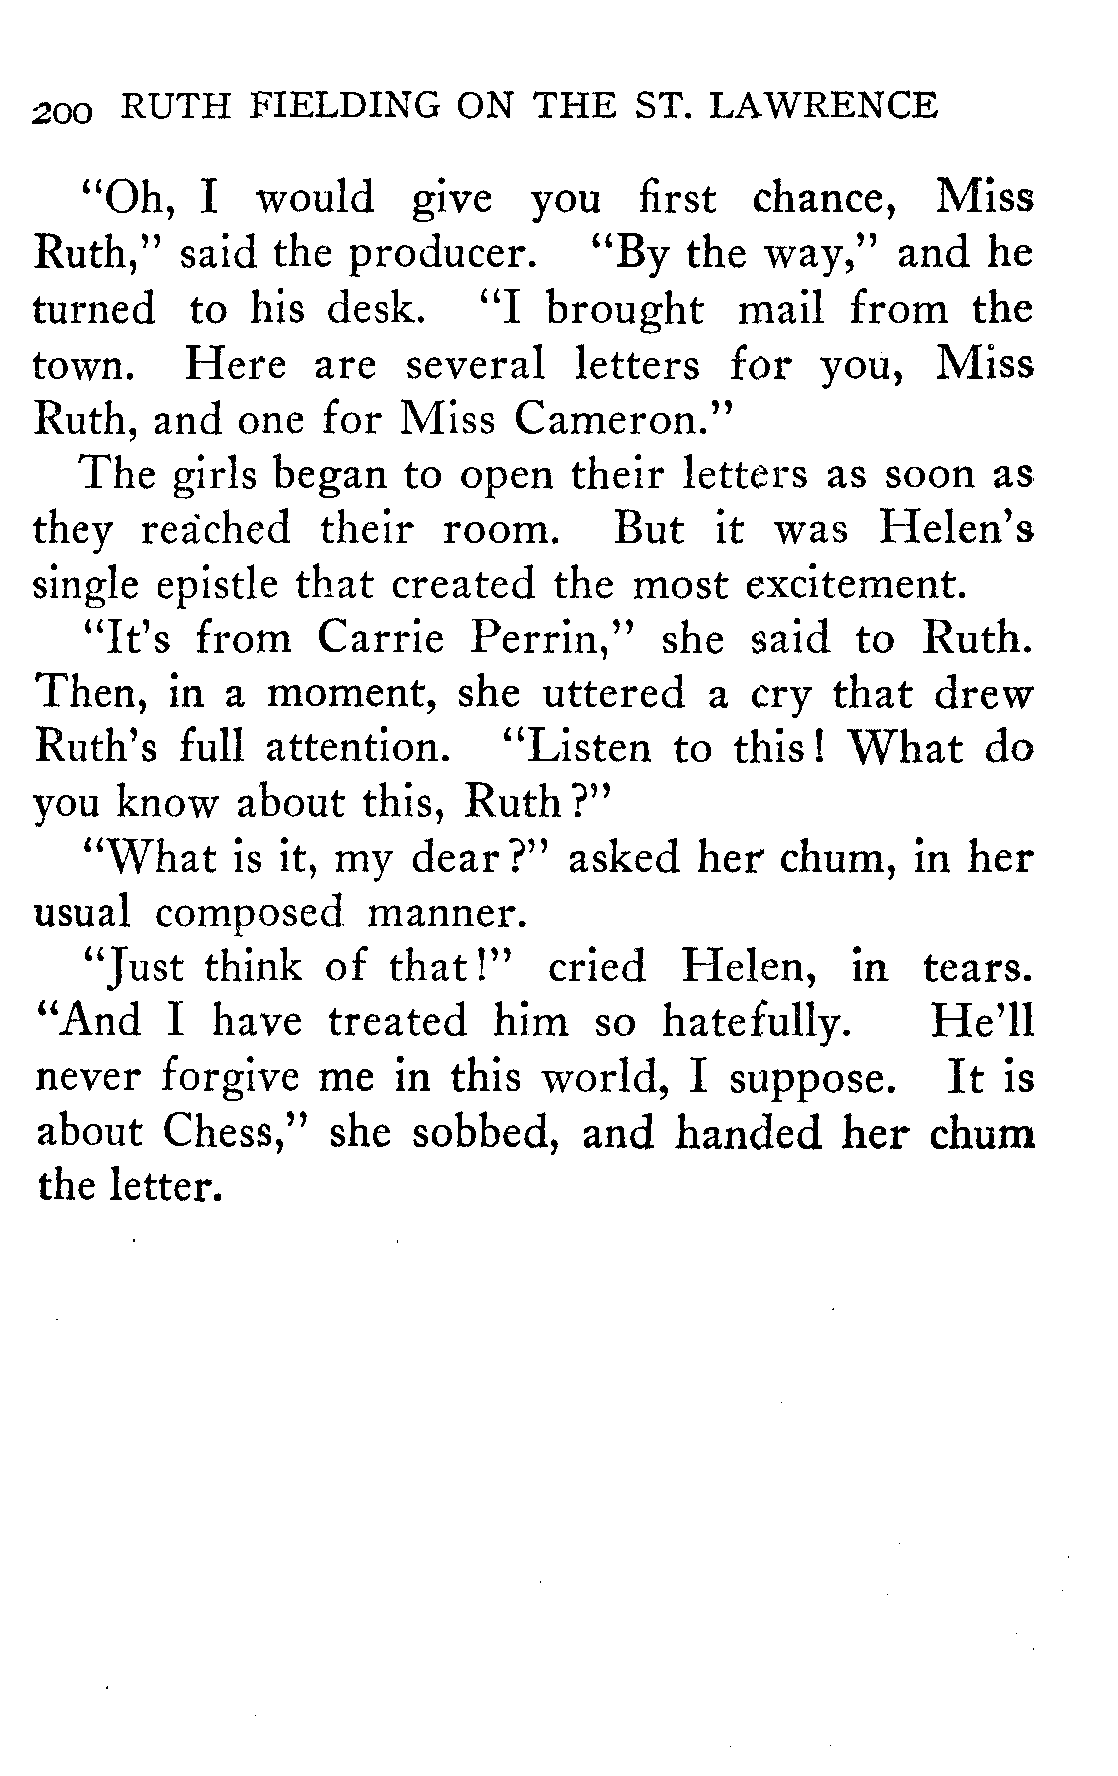 200 RUTH FIELDING ON THE ST. LAWRENCE
“Oh, I would give you first chance, Miss
Ruth,” said the producer. “By the way,” and he
turned to his desk. “I brought mail from the
town. Here are several letters for you, Miss
Ruth, and one for Miss Cameron.”
The girls began to open their letters as soon as
they reached their room. But it was Helen's
single epistle that created the most excitement.
“It's from Carrie Perrin,” she said to Ruth.
Then, in a moment, she uttered a cry that drew
Ruth's full attention. “Listen to this! What do
you know about this, Ruth?”
“What is it, my dear?” asked her chum, in her
usual composed manner.
“Just think of that!” cried Helen, in tears.
“And I have treated him so hatefully. He'll
never forgive me in this world, I suppose. It is
about Chess,” she sobbed, and handed her chum
the letter.